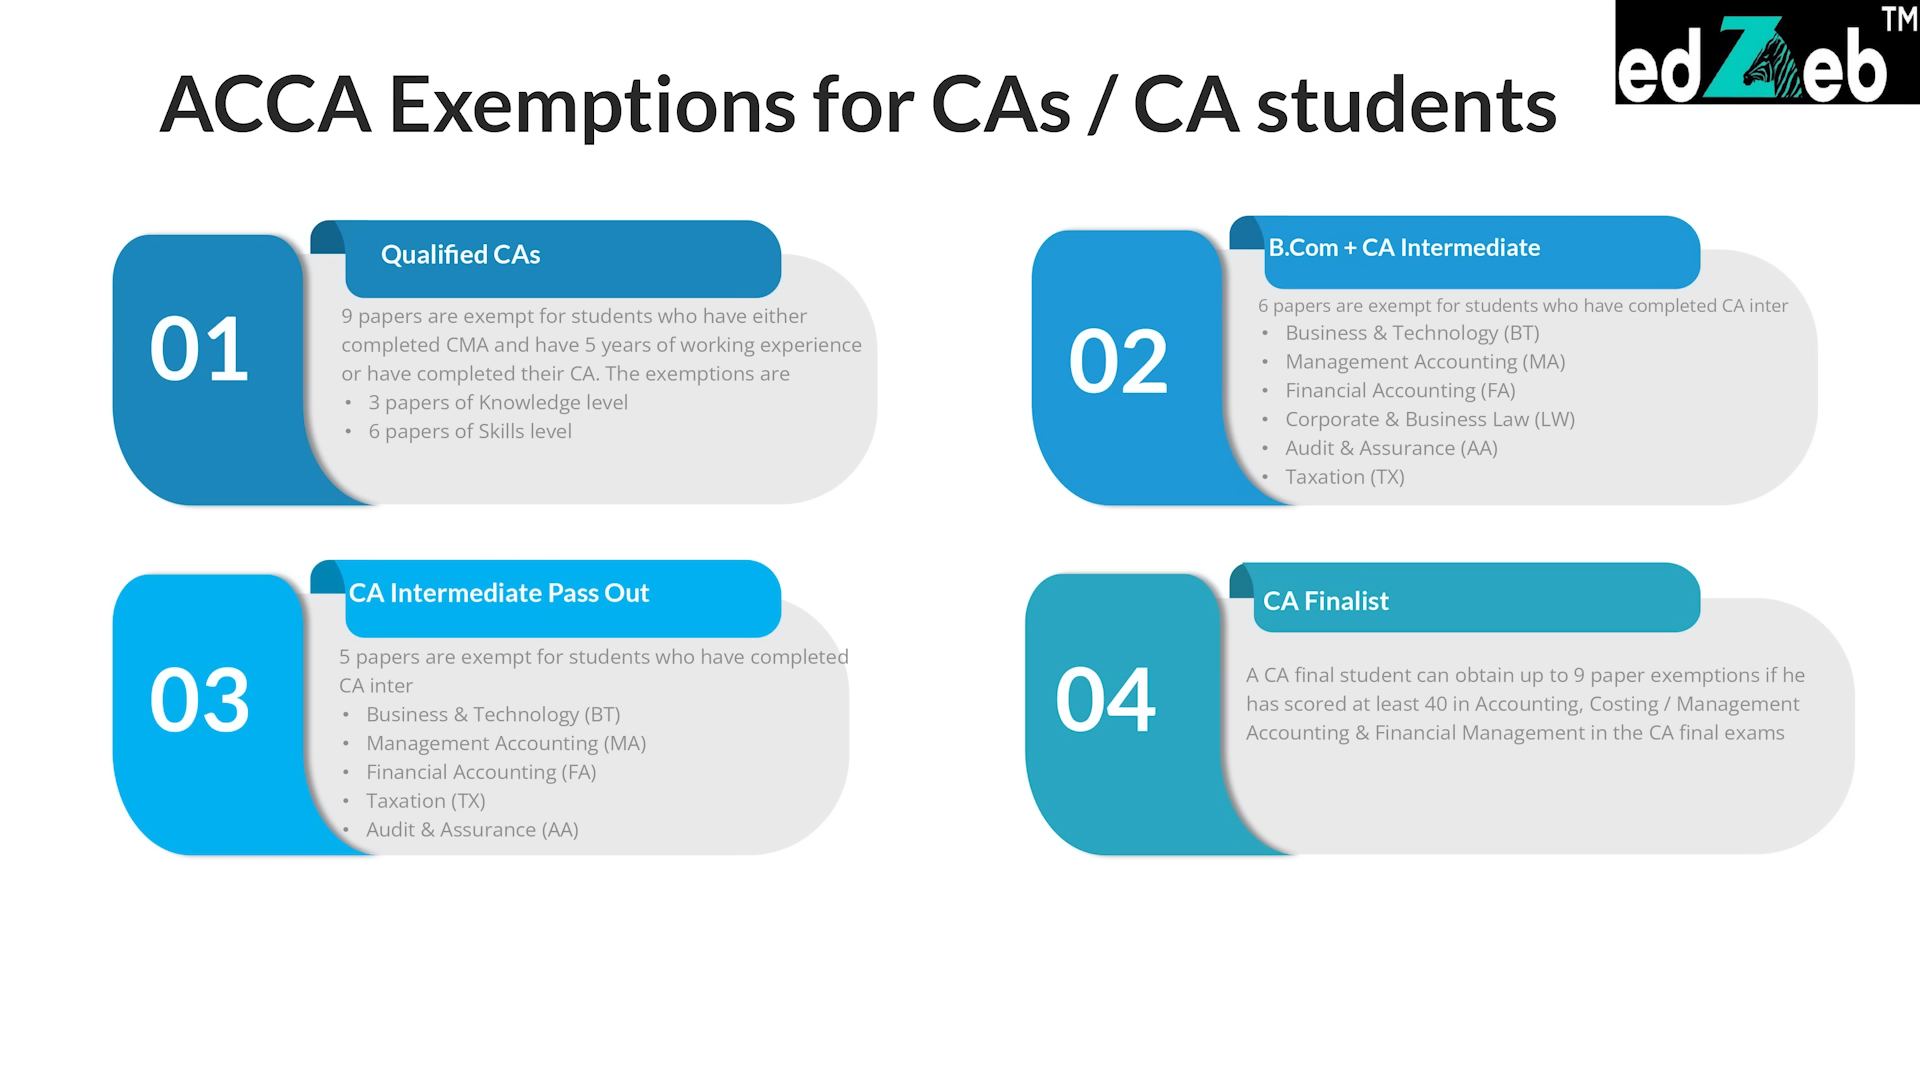 edZeb TM
ACCA Exemptions for CAs / CA students
01
Qualified CAs
9 papers are exempt for students who have either
completed CMA and have 5 years of working experience
or have completed their CA. The exemptions are
• 3 papers of Knowledge level
• 6 papers of Skills level
02
B.Com + CA Intermediate
6 papers are exempt for students who have completed CA inter
• Business & Technology (BT)
• Management Accounting (MA)
• Financial Accounting (FA)
• Corporate & Business Law (LW)
• Audit & Assurance (AA)
• Taxation (TX)
03
CA Intermediate Pass Out
5 papers are exempt for students who have completed
CA inter
• Business & Technology (BT)
• Management Accounting (MA)
• Financial Accounting (FA)
• Taxation (TX)
• Audit & Assurance (AA)
04
CA Finalist
A CA final student can obtain up to 9 paper exemptions if he
has scored at least 40 in Accounting, Costing / Management
Accounting & Financial Management in the CA final exams